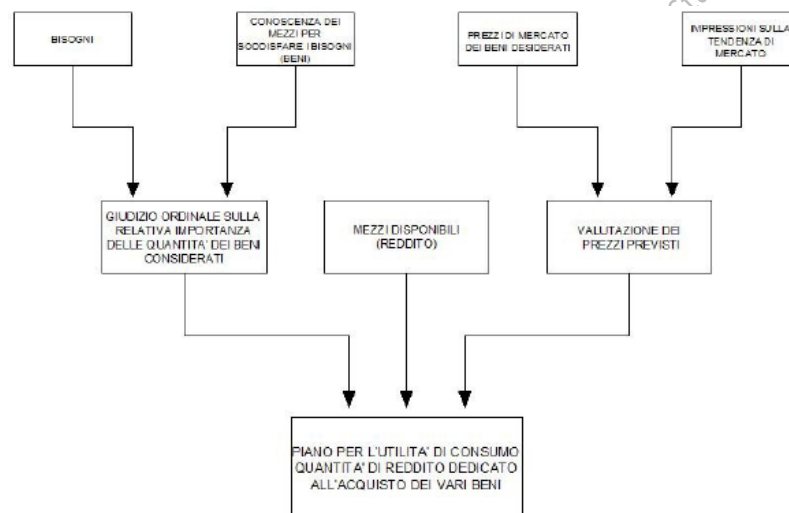 BISOGNI
CONOSCENZA DEI
MEZZI PER
SODDISFARE I BISOGNI
(BENI)
PREZZI DI MERCATO
DEI BENI DESIDERATI
IMPRESSIONI SULLA
TENDENZA DI
MERCATO
GIUDIZIO ORDINALE SULLA
RELATIVA IMPORTANZA
DELLE QUANTITA' DEI BENI
CONSIDERATI
MEZZI DISPONIBILI
(REDDITO)
VALUTAZIONE DEI
PREZZI PREVISTI
PIANO PER L'UTILITA' DI CONSUMO
QUANTITA' DI REDDITO DEDICATO
ALL'ACQUISTO DEI VARI BENI